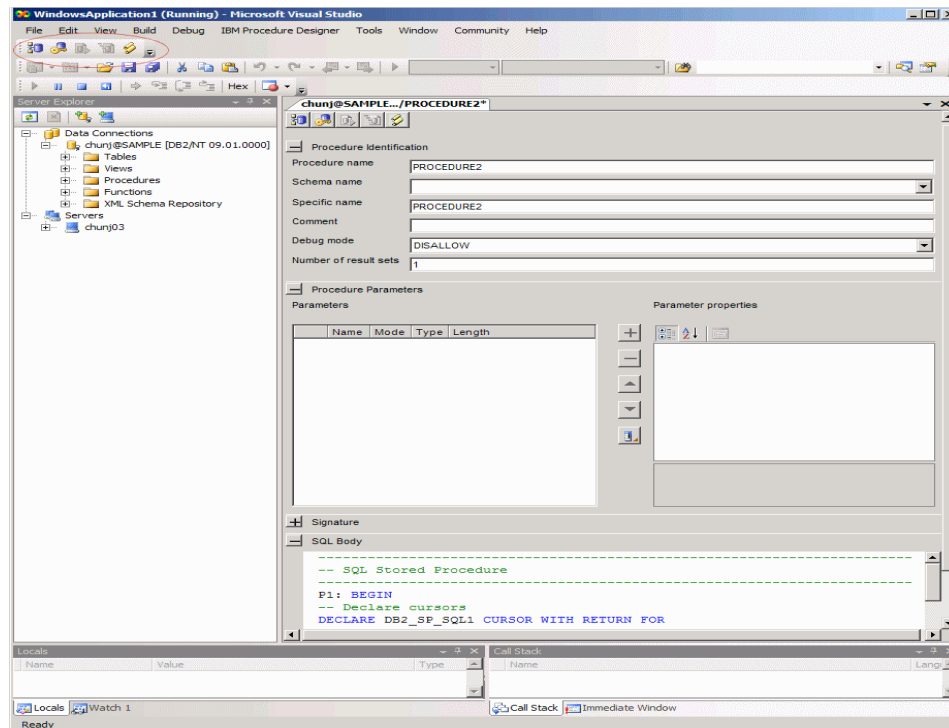 WindowsApplication1 (Running) - Microsoft Visual Studio
File Edit View Build Debug IBM Procedure Designer Tools Window Community Help
Hex
Server Explorer
chunj@SAMPLE.../PROCEDURE2*
Data Connections
chunj@SAMPLE [DB2/NT 09.01.0000]
Tables
Views
Procedures
Functions
XML Schema Repository
Servers
chunj03
Procedure Identification
Procedure name PROCEDURE2
Schema name
Specific name PROCEDURE2
Comment
Debug mode DISALLOW
Number of result sets 1
Procedure Parameters
Parameters Parameter properties
Name Mode Type Length
Signature
SQL Body
------------------------------------------------------------------------
-- SQL Stored Procedure
------------------------------------------------------------------------
P1: BEGIN
-- Declare cursors
DECLARE DB2_SP_SQL1 CURSOR WITH RETURN FOR
Locals Call Stack
Name Value Type Name Lang
Locals Watch 1 Call Stack Immediate Window
Ready